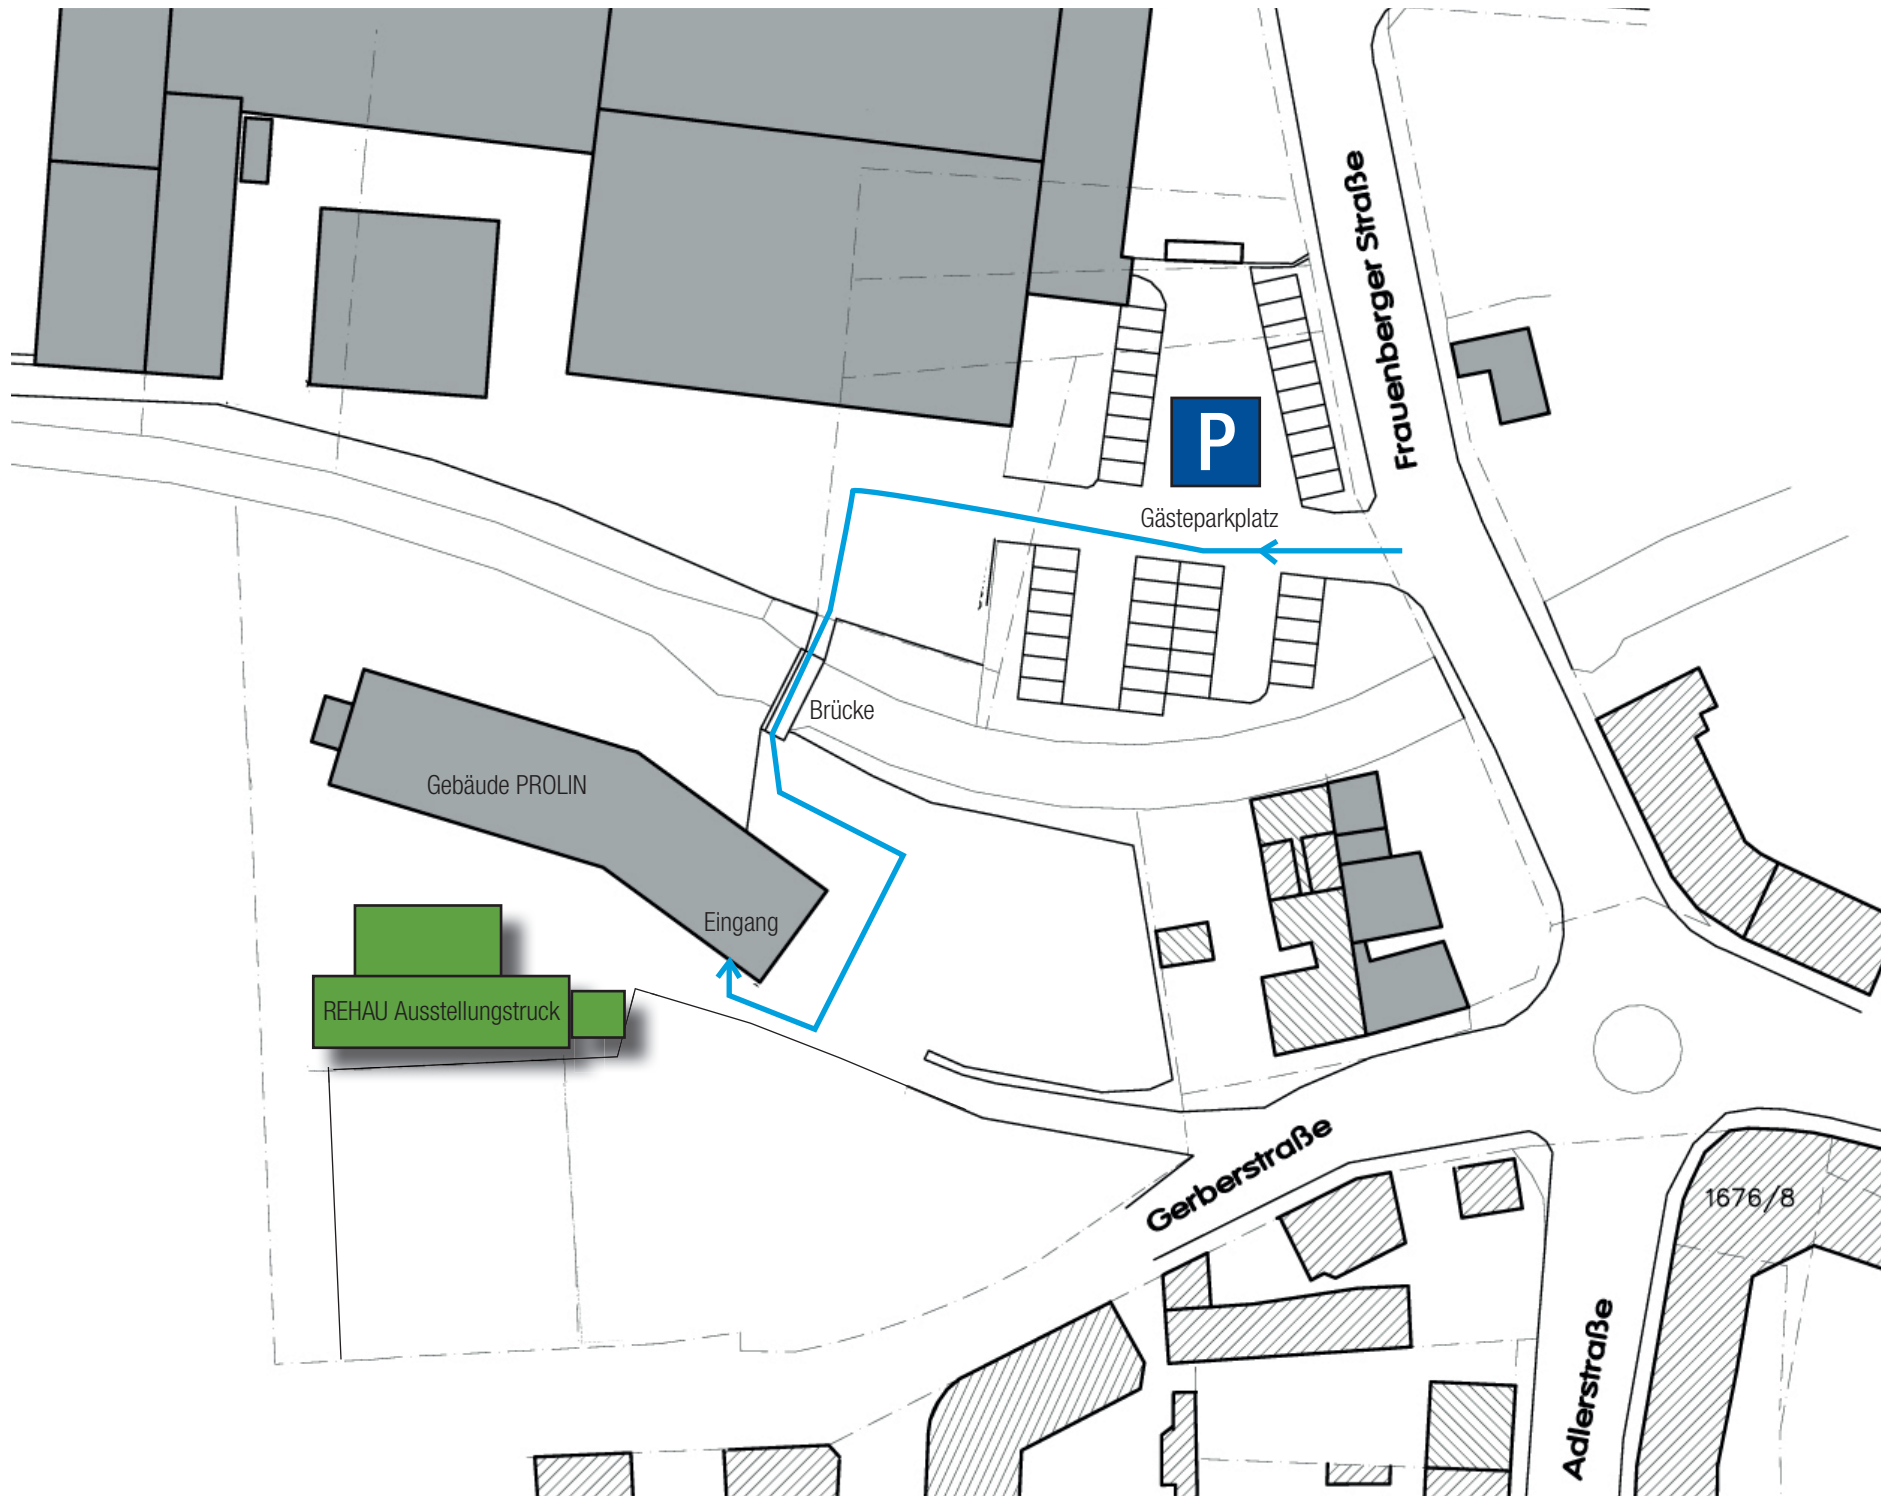 Frauenberger Straße
P
Gästeparkplatz
Brücke
Gebäude PROLIN
Eingang
REHAU Ausstellungstruck
Gerberstraße
1676/8
Adlerstraße